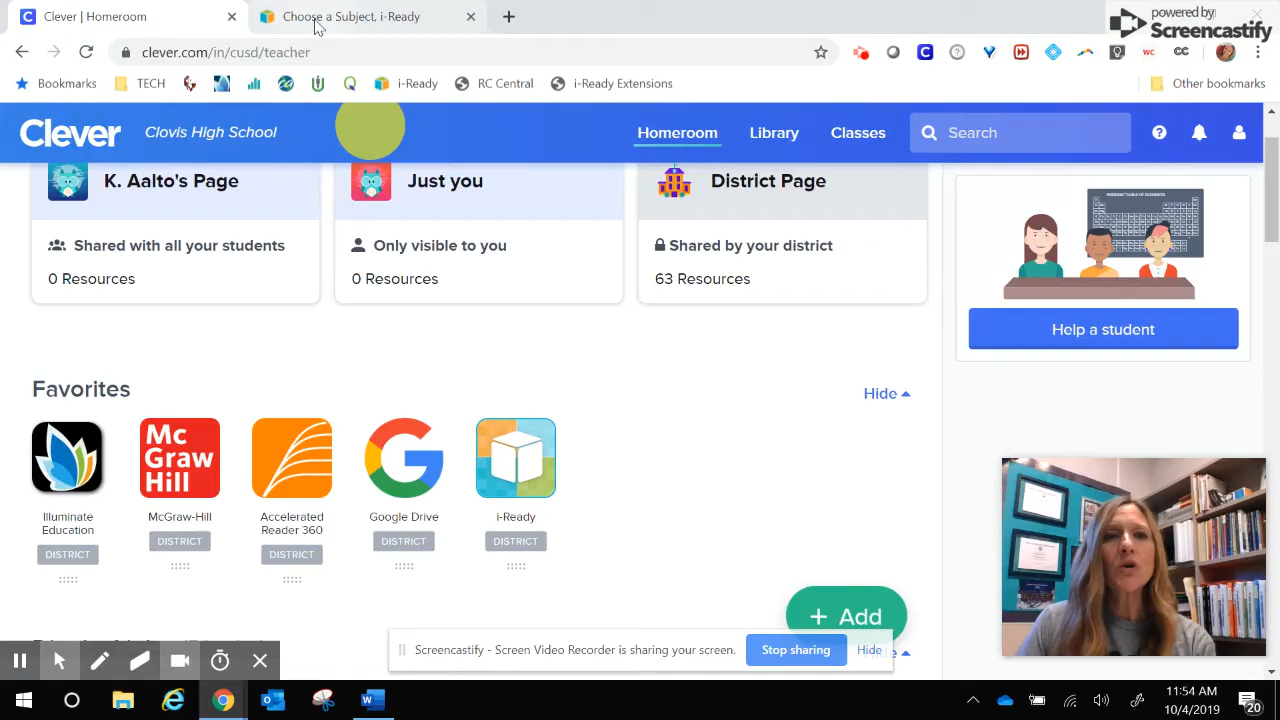 Clever | Homeroom
Choose a Subject, i-Ready
powered by
Screencastify
clever.com/in/cusd/teacher
Bookmarks TECH i-Ready RC Central i-Ready Extensions Other bookmarks
Clever Clovis High School Homeroom Library Classes Search
K. Aalto's Page
Shared with all your students
0 Resources
Just you
Only visible to you
0 Resources
District Page
Shared by your district
63 Resources
PERIODIC TABLE OF ELEMENTS
Help a student
Favorites
Hide
Mc
Graw
Hill
Illuminate
Education
DISTRICT
McGraw-Hill
DISTRICT
Accelerated
Reader 360
DISTRICT
Google Drive
DISTRICT
i-Ready
DISTRICT
+ Add
Screencastify - Screen Video Recorder is sharing your screen.
Stop sharing
Hide
11:54 AM
10/4/2019
20